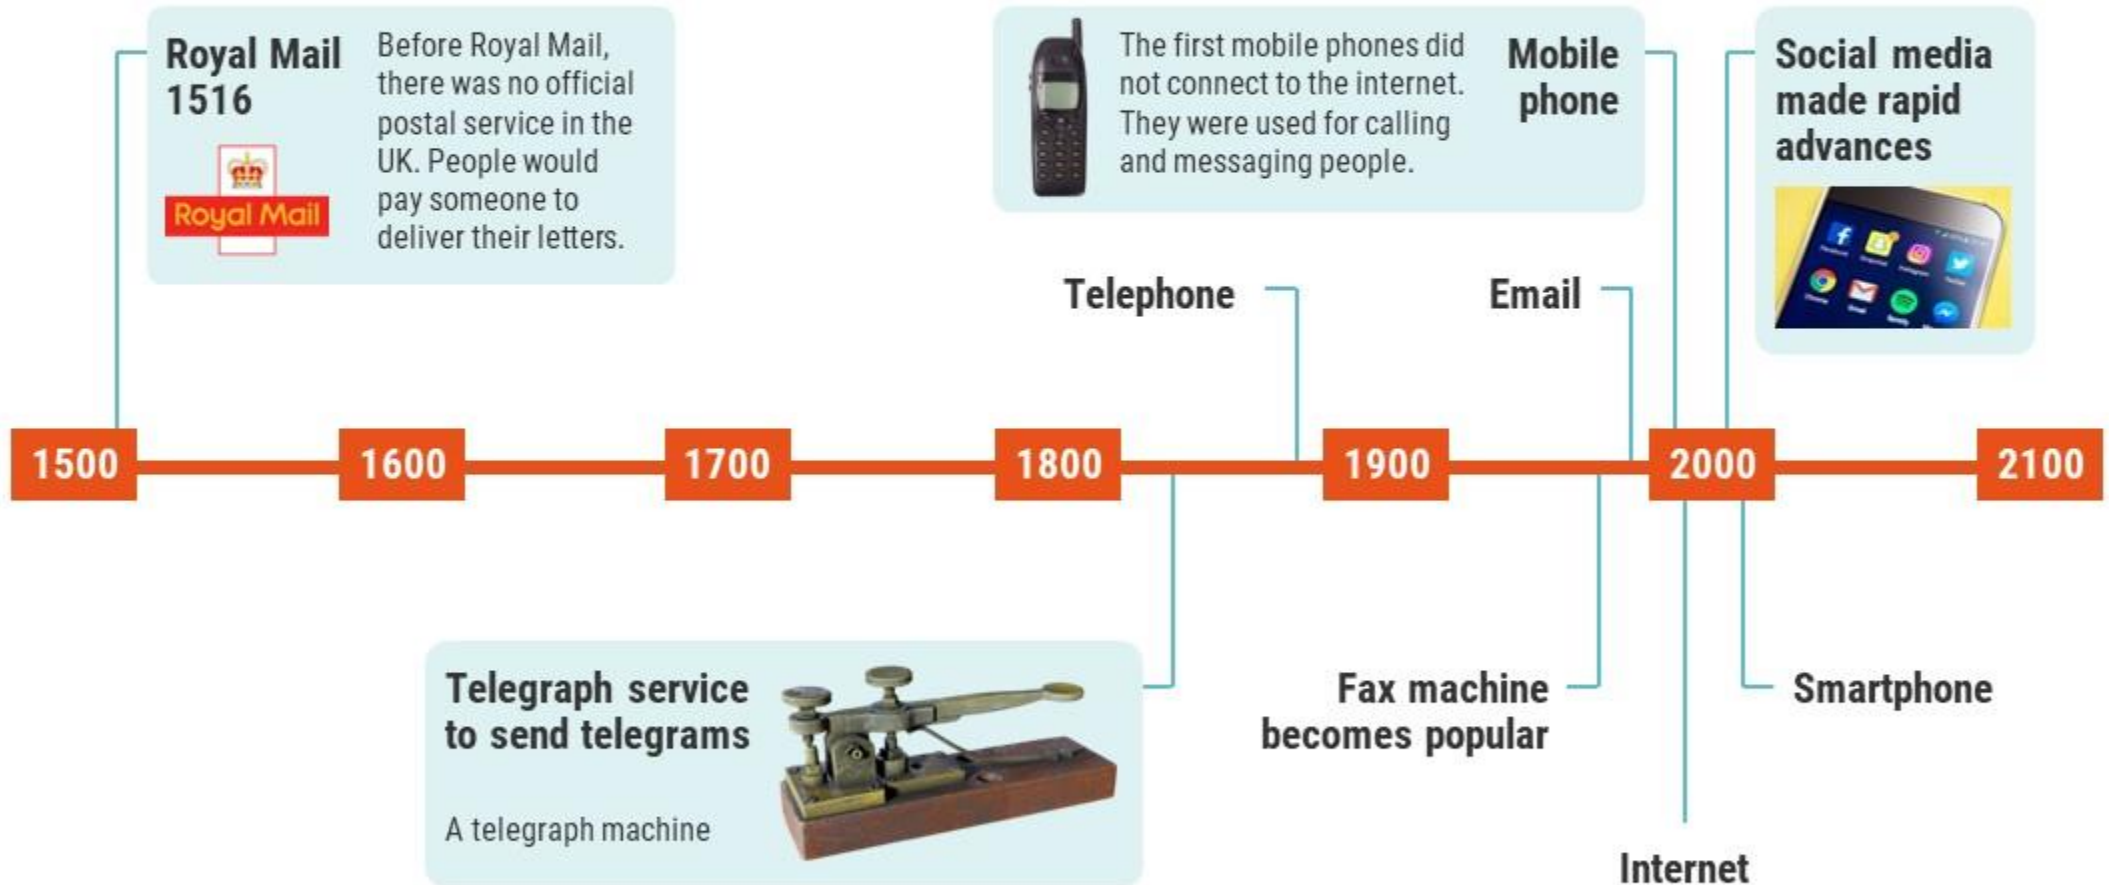 Royal Mail
1516
Royal Mail
Before Royal Mail,
there was no official
postal service in the
UK. People would
pay someone to
deliver their letters.
The first mobile phones did
not connect to the internet.
They were used for calling
and messaging people.
Mobile
phone
Social media
made rapid
advances
Telephone
Email
1500
1600
1700
1800
1900
2000
2100
Telegraph service
to send telegrams
A telegraph machine
Fax machine
becomes popular
Smartphone
Internet